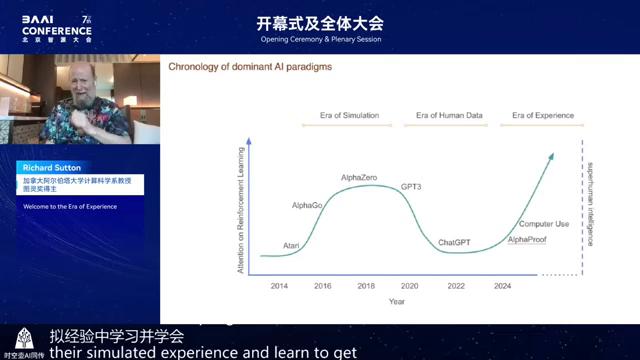 BAAI
CONFERENCE
北京智源大会
7th
开幕式及全体大会
Opening Ceremony & Plenary Session
Chronology of dominant AI paradigms
Era of Simulation
Era of Human Data
Era of Experience
Attention on Reinforcement Learning
Atari
AlphaGo
AlphaZero
GPT3
ChatGPT
Computer Use
AlphaProof
superhuman intelligence
2014
2016
2018
2020
2022
2024
Year
Richard Sutton
加拿大阿尔伯塔大学计算科学系教授
图灵奖得主
Welcome to the Era of Experience
时空壶AI同传
拟经验中学习并学会
their simulated experience and learn to get